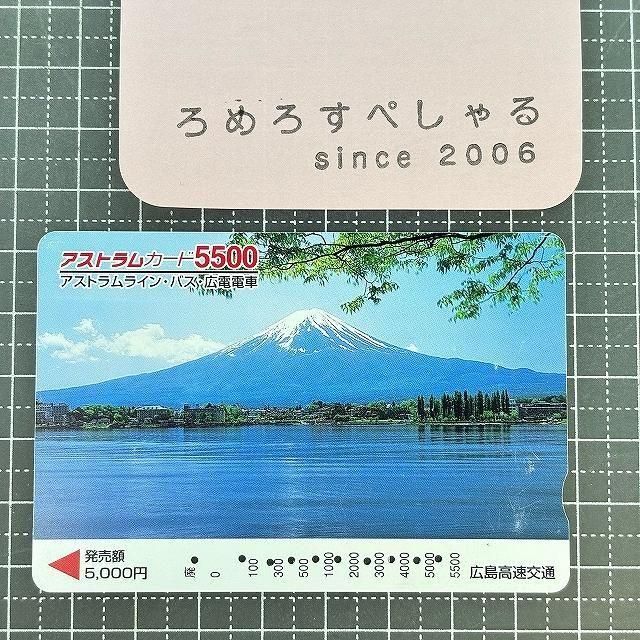 ろめろすぺしゃる
since 2006
アストラムカード5500
アストラムライン・バス・広電電車
発売額
5,000円
廃 0 100 300 500 1000 2000 3000 4000 5000 5500
広島高速交通